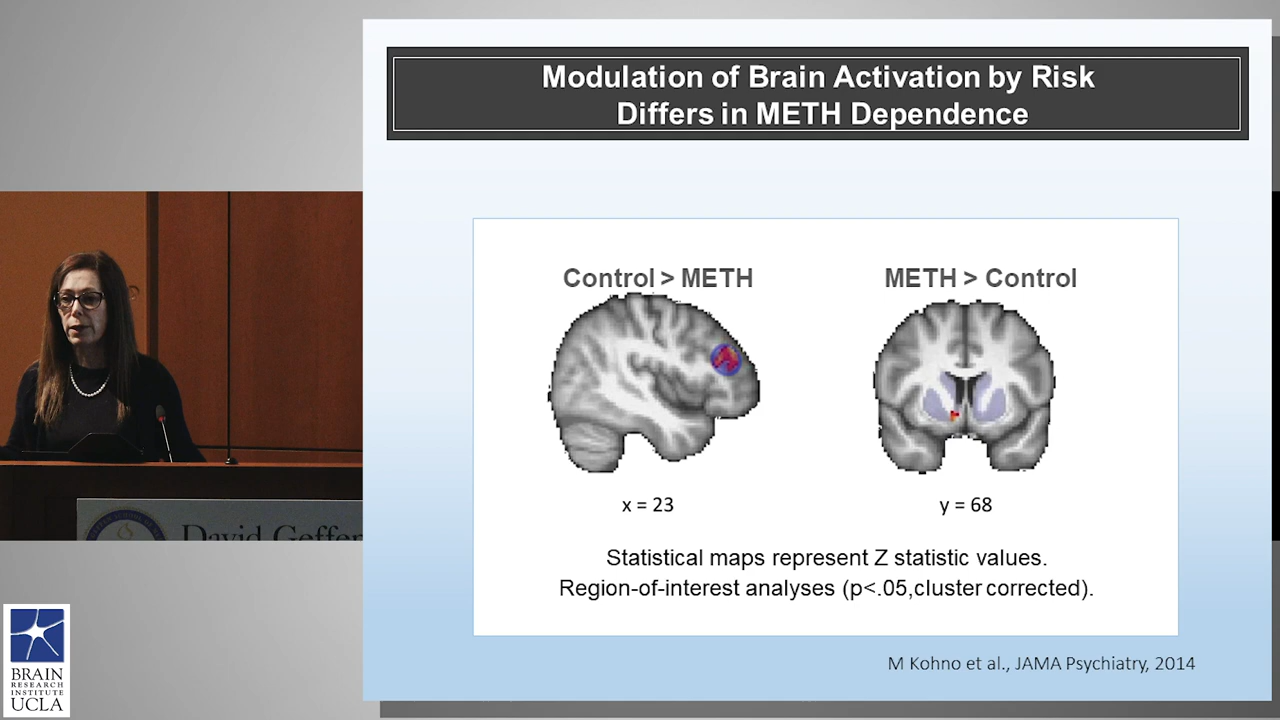 Modulation of Brain Activation by Risk
Differs in METH Dependence
Control > METH
METH > Control
x = 23
y = 68
Statistical maps represent Z statistic values.
Region-of-interest analyses (p<.05,cluster corrected).
M Kohno et al., JAMA Psychiatry, 2014
David Geffen
BRAIN
RESEARCH
INSTITUTE
UCLA